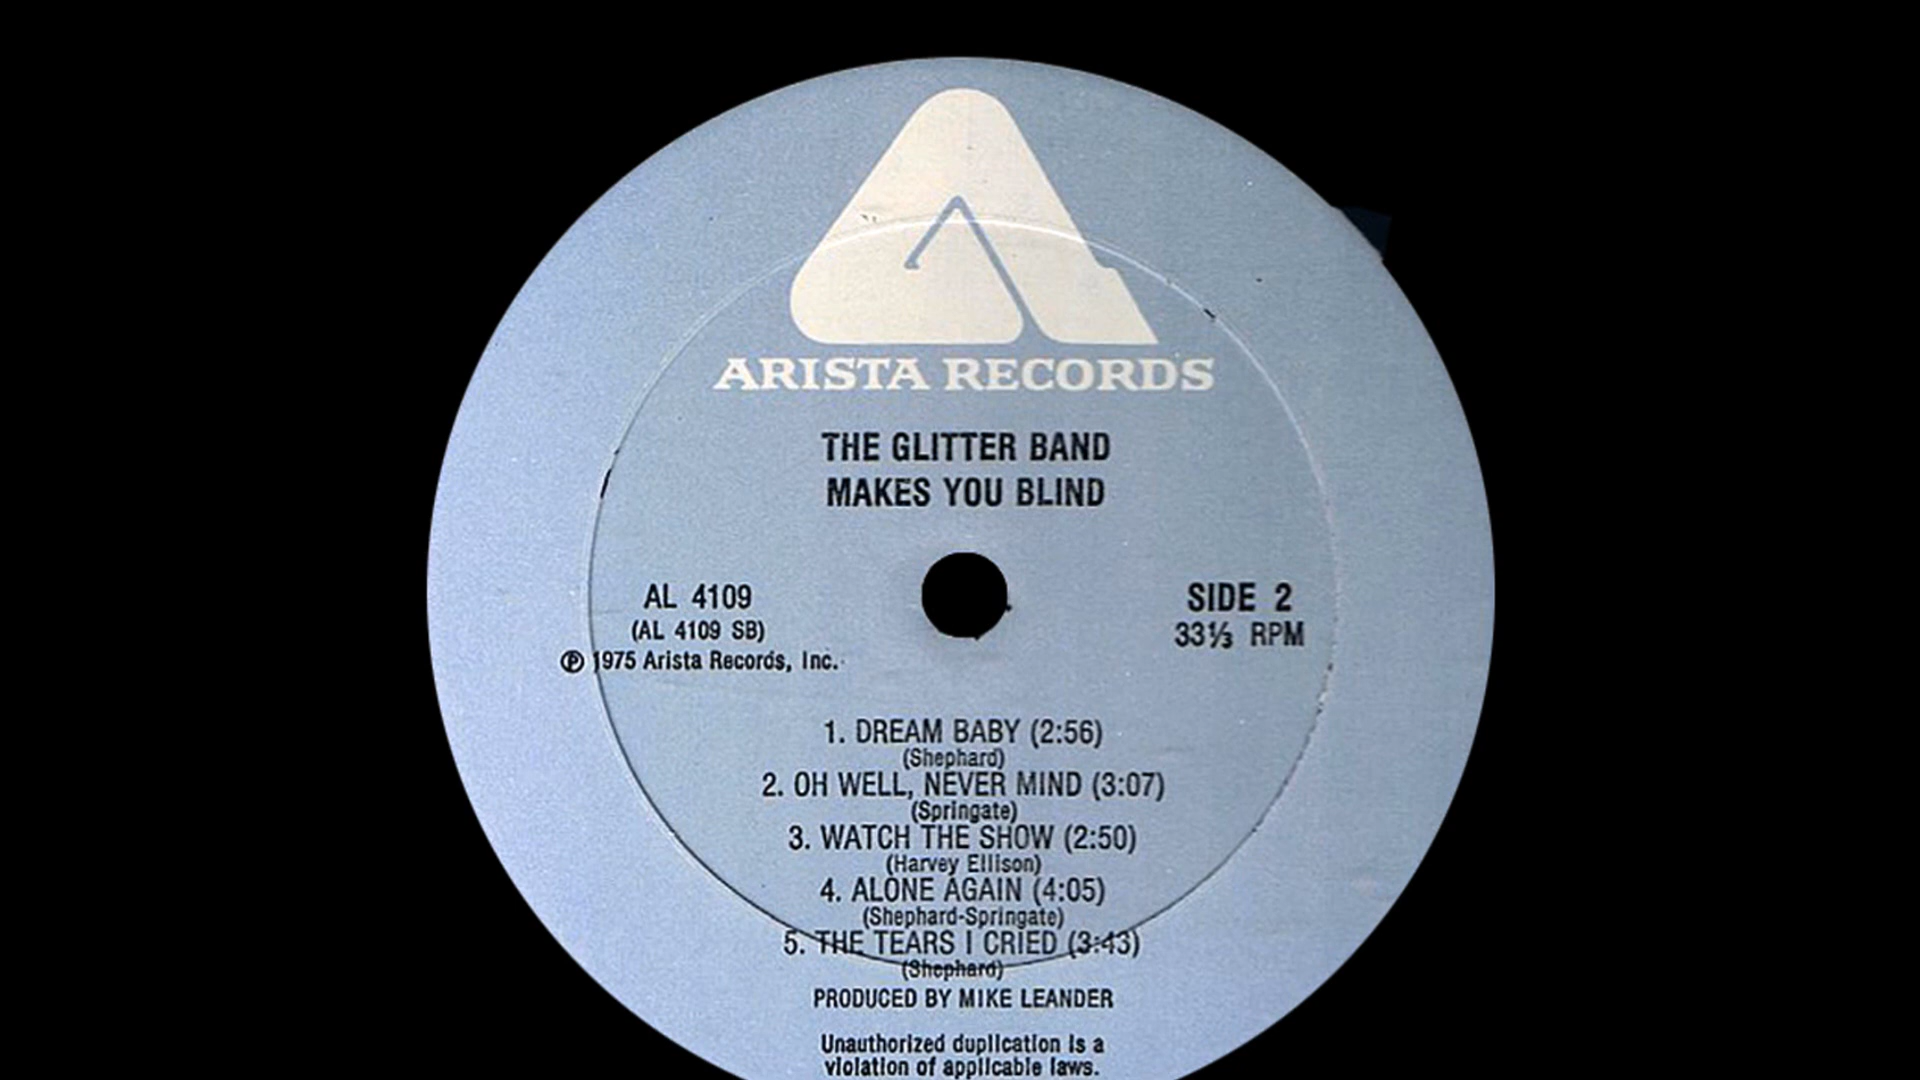 ARISTA RECORDS
THE GLITTER BAND
MAKES YOU BLIND
AL 4109
(AL 4109 SB)
℗ 1975 Arista Records, Inc.
SIDE 2
33⅓ RPM
1. DREAM BABY (2:56)
(Shephard)
2. OH WELL, NEVER MIND (3:07)
(Springate)
3. WATCH THE SHOW (2:50)
(Harvey Ellison)
4. ALONE AGAIN (4:05)
(Shephard-Springate)
5. THE TEARS I CRIED (3:43)
(Shephard)
PRODUCED BY MIKE LEANDER
Unauthorized duplication is a
violation of applicable laws.